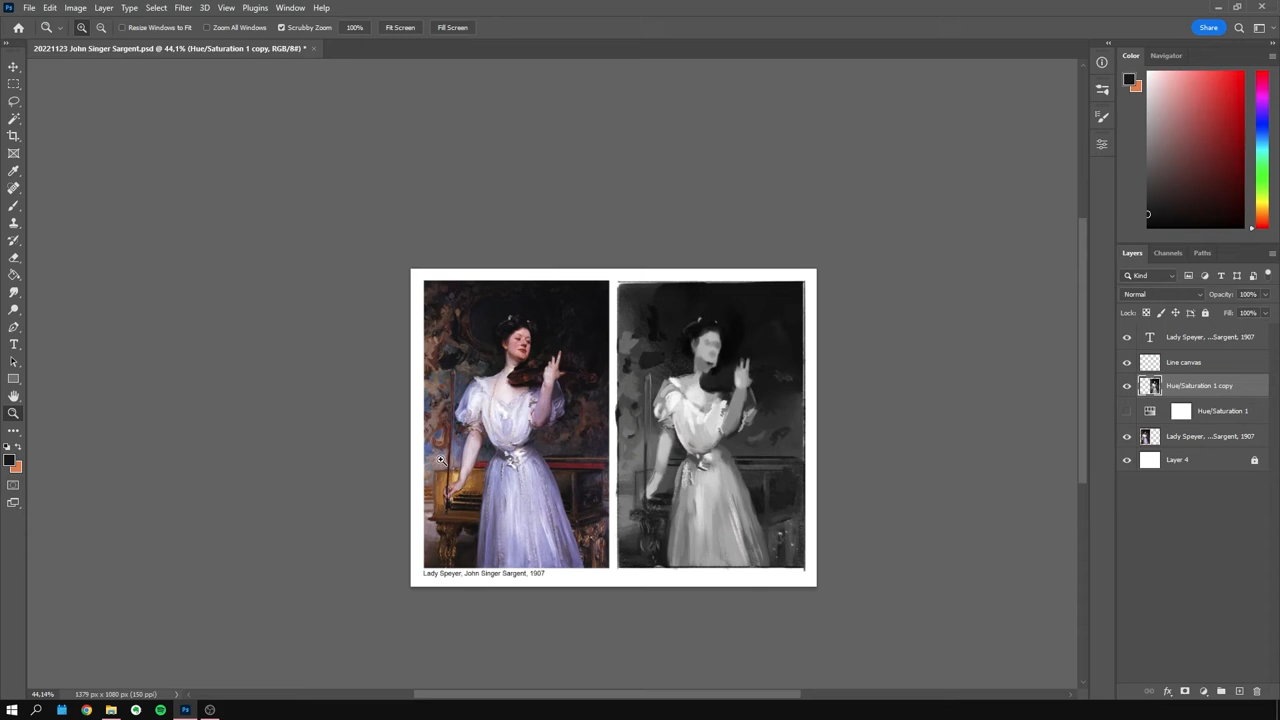 File Edit Image Layer Type Select Filter 3D View Plugins Window Help
Resize Windows to Fit Zoom All Windows Scrubby Zoom 100% Fit Screen Fill Screen Share
20221123 John Singer Sargent.psd @ 44,1% (Hue/Saturation 1 copy, RGB/8#) * ×
Color Navigator
Layers Channels Paths
Kind
Normal Opacity: 100%
Lock: Fill: 100%
T Lady Speyer, ...Sargent, 1907
Line canvas
Hue/Saturation 1 copy
Hue/Saturation 1
Lady Speyer, ...Sargent, 1907
Layer 4
Lady Speyer, John Singer Sargent, 1907
44,14% 1379 px x 1080 px (150 ppi)
Ps